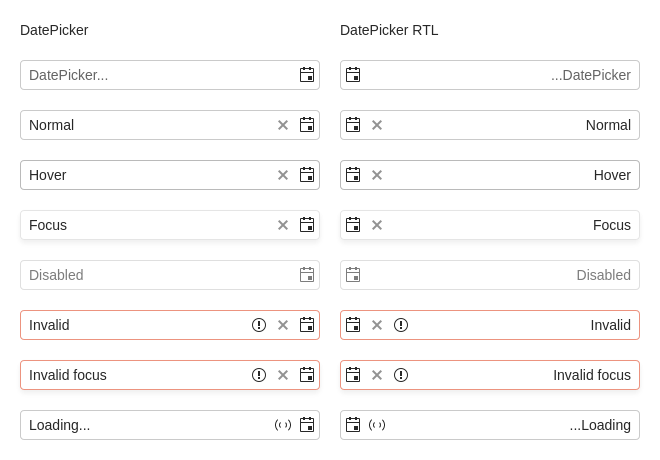 DatePicker
DatePicker...
Normal
Hover
Focus
Disabled
Invalid
Invalid focus
Loading...
DatePicker RTL
...DatePicker
Normal
Hover
Focus
Disabled
Invalid
Invalid focus
...Loading